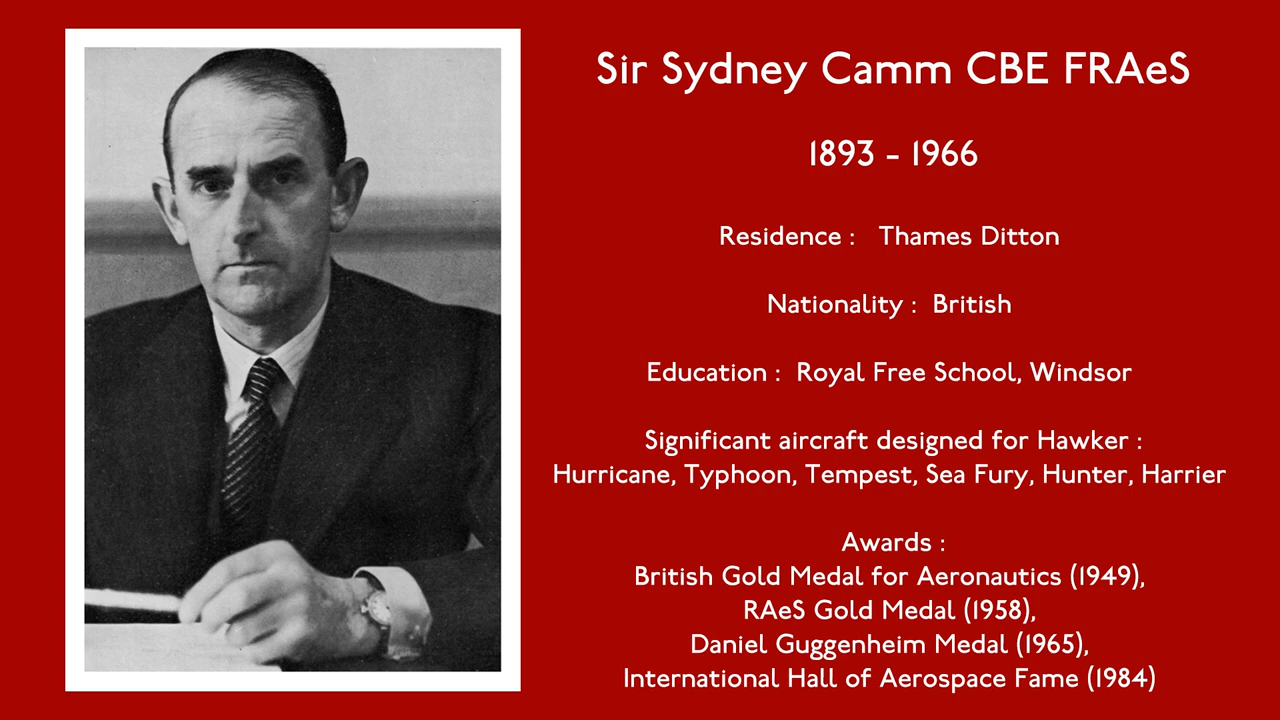 Sir Sydney Camm CBE FRAeS
1893 - 1966
Residence : Thames Ditton
Nationality : British
Education : Royal Free School, Windsor
Significant aircraft designed for Hawker :
Hurricane, Typhoon, Tempest, Sea Fury, Hunter, Harrier
Awards :
British Gold Medal for Aeronautics (1949),
RAeS Gold Medal (1958),
Daniel Guggenheim Medal (1965),
International Hall of Aerospace Fame (1984)